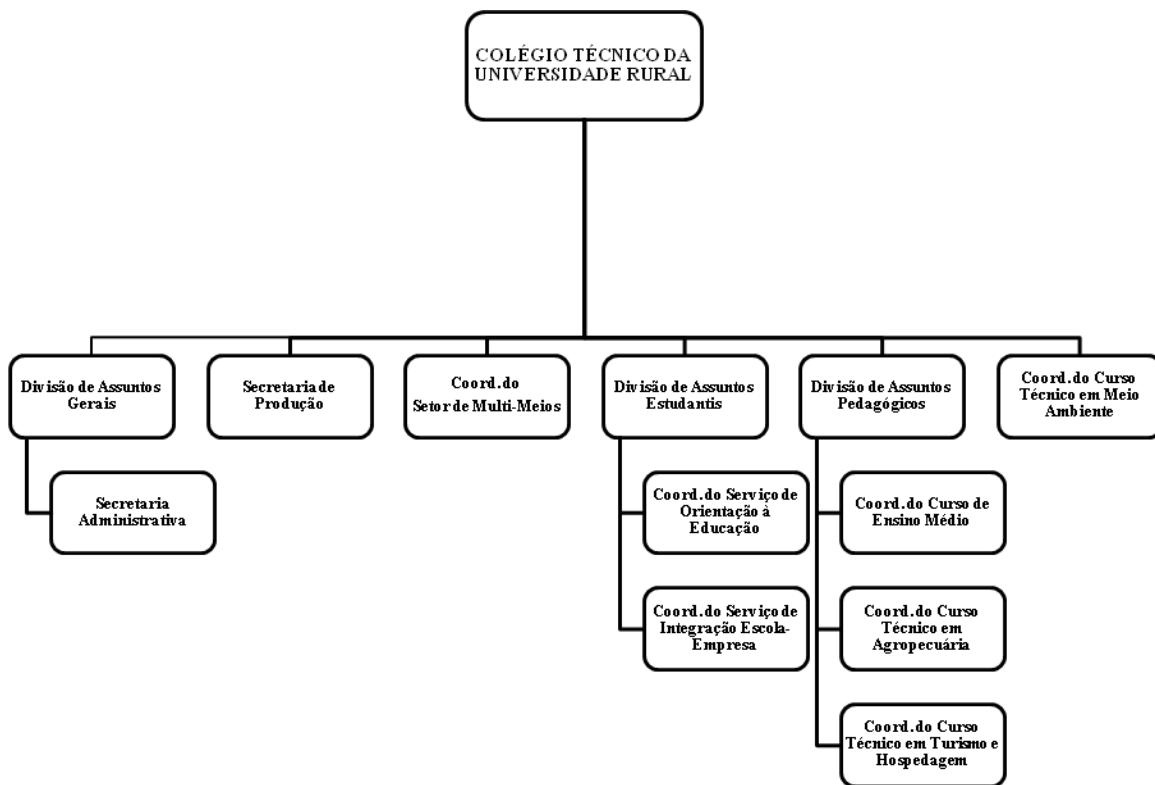 COLÉGIO TÉCNICO DA
UNIVERSIDADE RURAL
Divisão de Assuntos
Gerais
Secretaria de
Produção
Coord.do
Setor de Multi-Meios
Divisão de Assuntos
Estudantis
Divisão de Assuntos
Pedagógicos
Coord.do Curso
Técnico em Meio
Ambiente
Secretaria
Administrativa
Coord.do Serviço de
Orientação à
Educação
Coord.do Serviço de
Integração Escola-
Empresa
Coord.do Curso de
Ensino Médio
Coord.do Curso
Técnico em
Agropecuária
Coord.do Curso
Técnico em Turismo e
Hospedagem